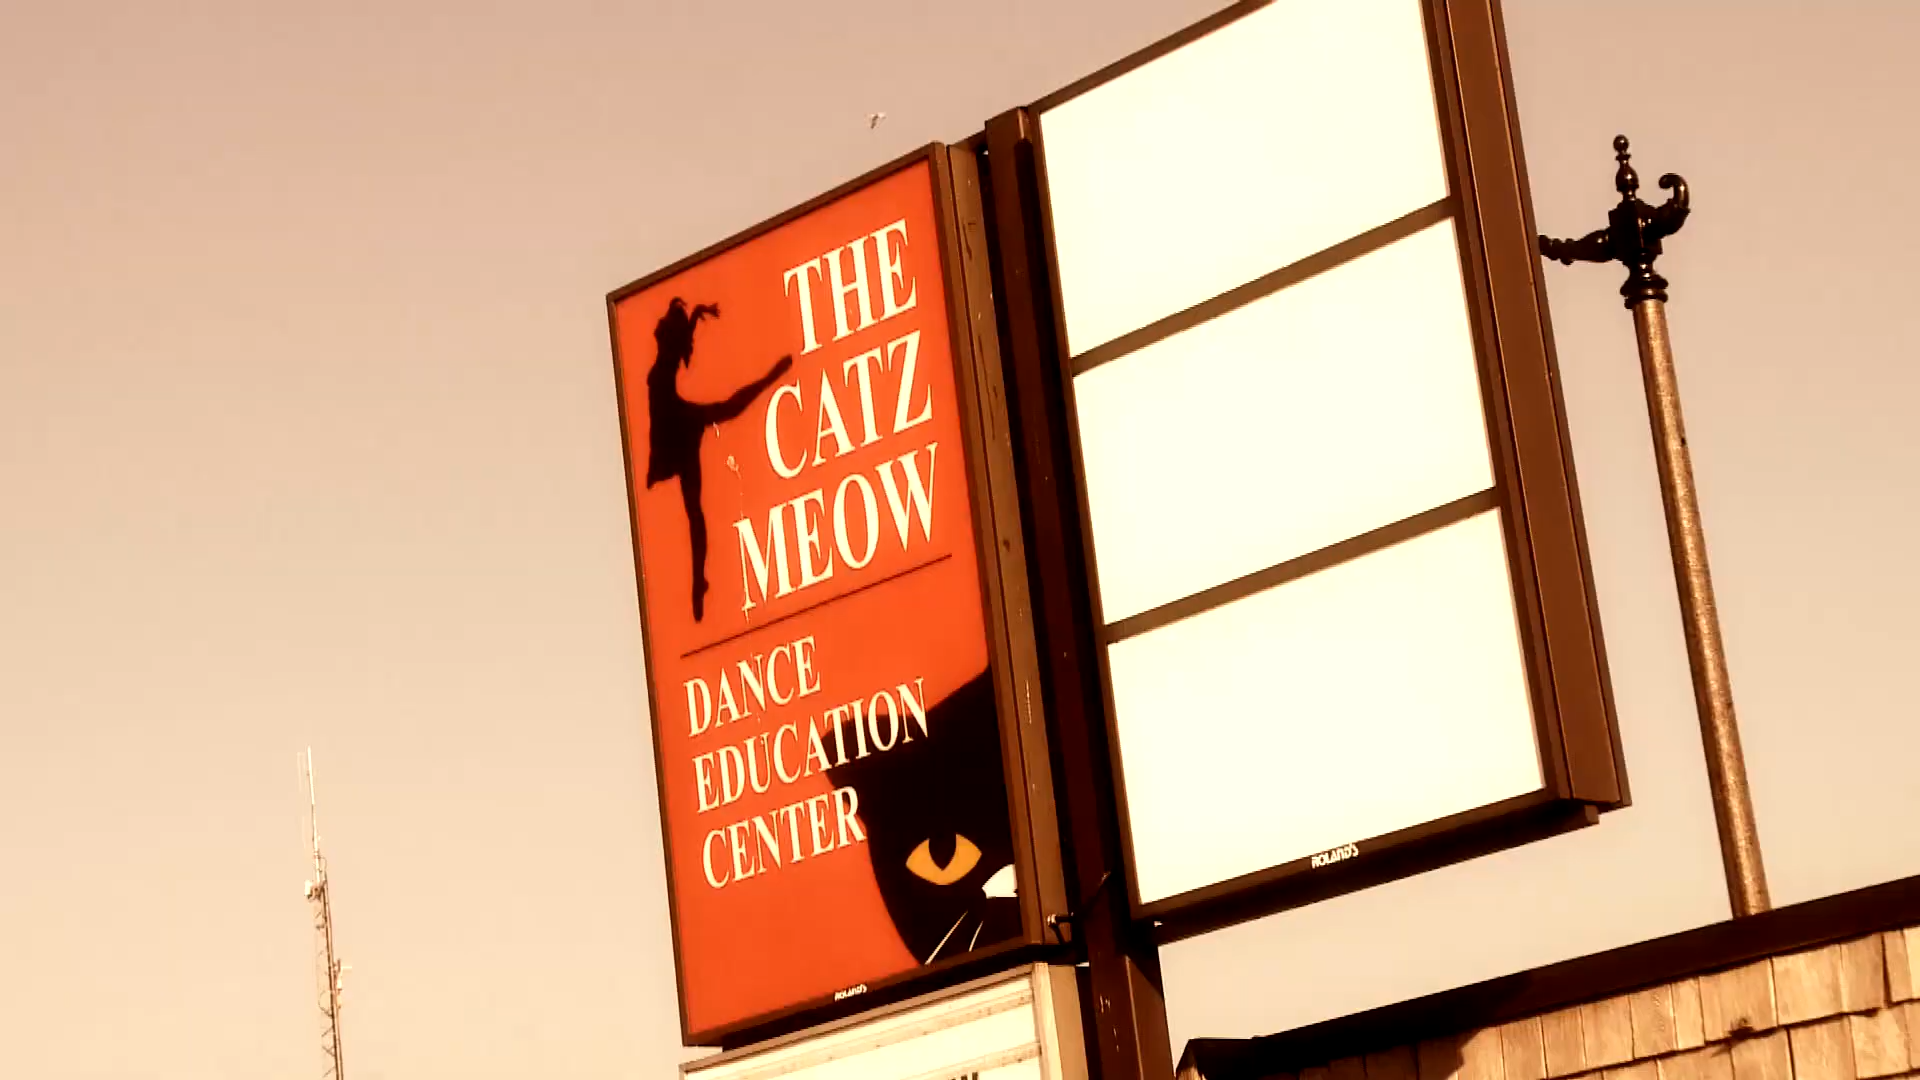 THE
CATZ
MEOW
DANCE
EDUCATION
CENTER
ROLAND'S
ROLAND'S